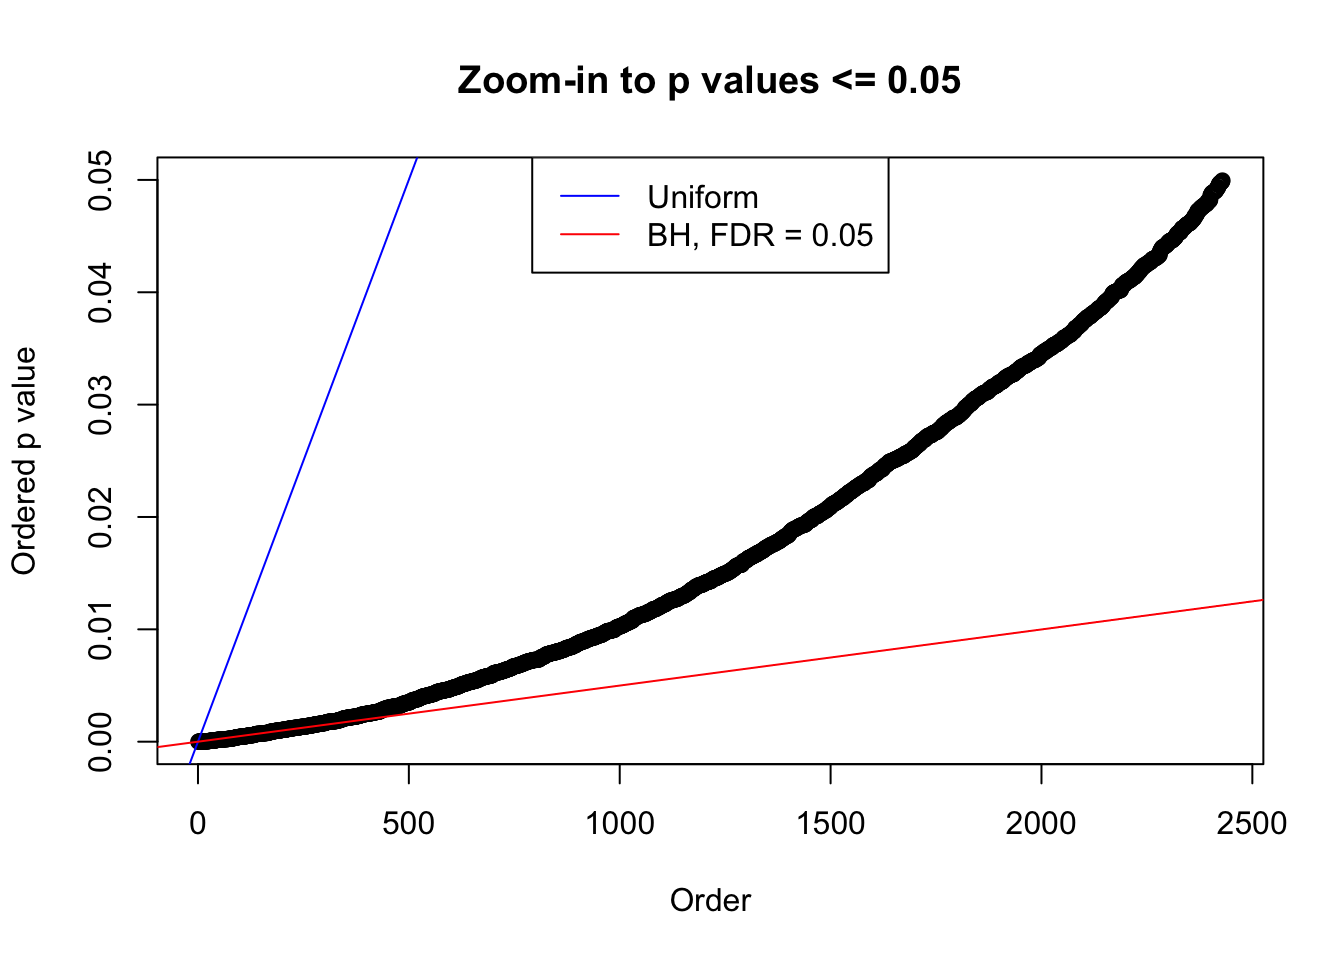 Zoom-in to p values <= 0.05
Uniform
BH, FDR = 0.05
Ordered p value
0.05
0.04
0.03
0.02
0.01
0.00
0 500 1000 1500 2000 2500
Order